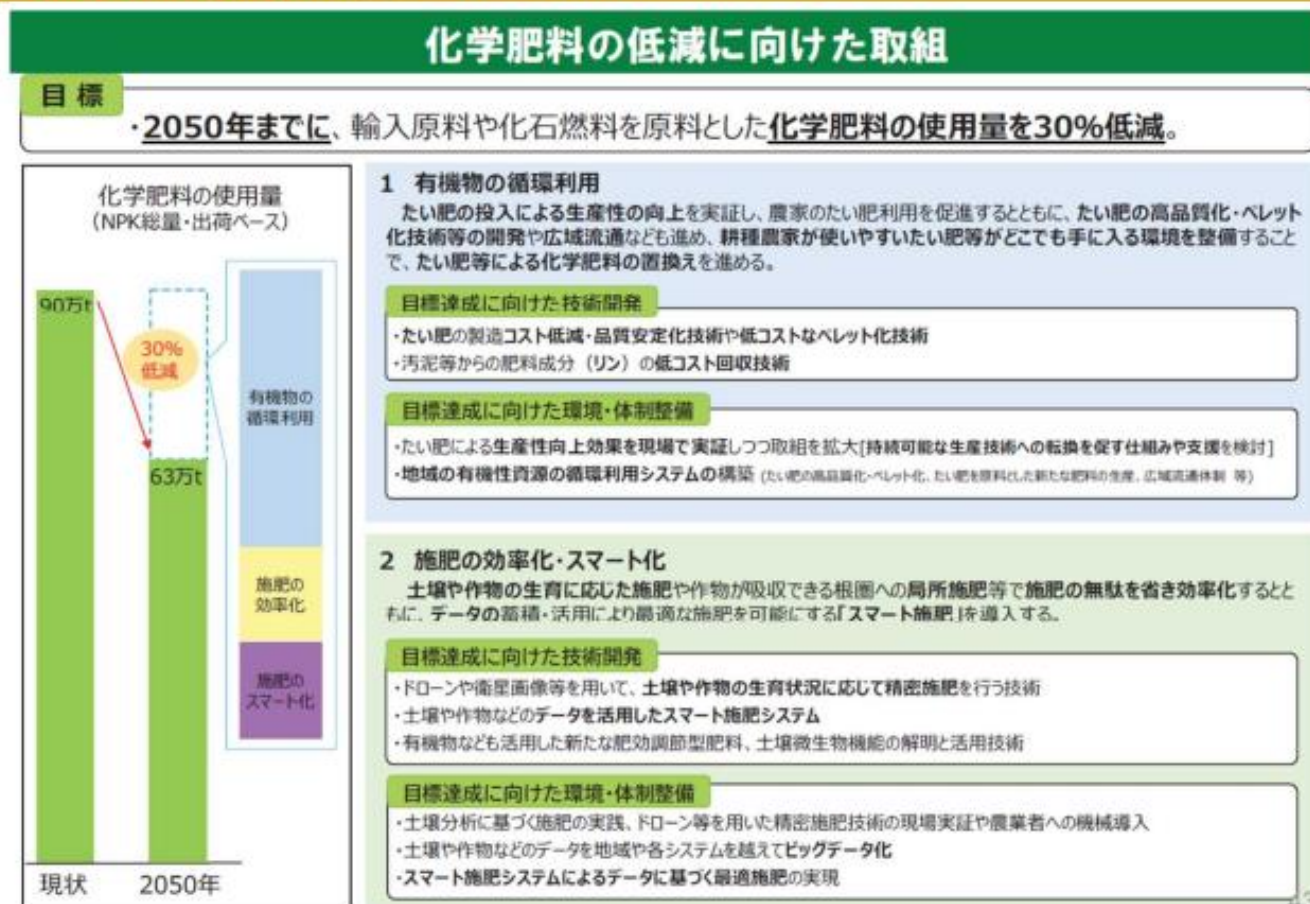 化学肥料の低減に向けた取組
目標
・2050年までに、輸入原料や化石燃料を原料とした化学肥料の使用量を30%低減。
化学肥料の使用量
（NPK総量・出荷ベース）
90万t
30%
低減
63万t
有機物の
循環利用
施肥の
効率化
施肥の
スマート化
現状
2050年
1 有機物の循環利用
たい肥の投入による生産性の向上を実証し、農家のたい肥利用を促進するとともに、たい肥の高品質化・ペレット
化技術等の開発や広域流通なども進め、耕種農家が使いやすいたい肥等がどこでも手に入る環境を整備すること
で、たい肥等による化学肥料の置換えを進める。
目標達成に向けた技術開発
・たい肥の製造コスト低減・品質安定化技術や低コストなペレット化技術
・汚泥等からの肥料成分（リン）の低コスト回収技術
目標達成に向けた環境・体制整備
・たい肥による生産性向上効果を現場で実証しつつ取組を拡大[持続可能な生産技術への転換を促す仕組みや支援を検討]
・地域の有機性資源の循環利用システムの構築（たい肥の高品質化・ペレット化、たい肥を原料とした新たな肥料の生産、広域流通体制 等）
2 施肥の効率化・スマート化
土壌や作物の生育に応じた施肥や作物が吸収できる根圏への局所施肥等で施肥の無駄を省き効率化するとと
もに、データの蓄積・活用により最適な施肥を可能にする「スマート施肥」を導入する。
目標達成に向けた技術開発
・ドローンや衛星画像等を用いて、土壌や作物の生育状況に応じて精密施肥を行う技術
・土壌や作物などのデータを活用したスマート施肥システム
・有機物なども活用した新たな肥効調節型肥料、土壌微生物機能の解明と活用技術
目標達成に向けた環境・体制整備
・土壌分析に基づく施肥の実践、ドローン等を用いた精密施肥技術の現場実証や農業者への機械導入
・土壌や作物などのデータを地域や各システムを越えてビッグデータ化
・スマート施肥システムによるデータに基づく最適施肥の実現